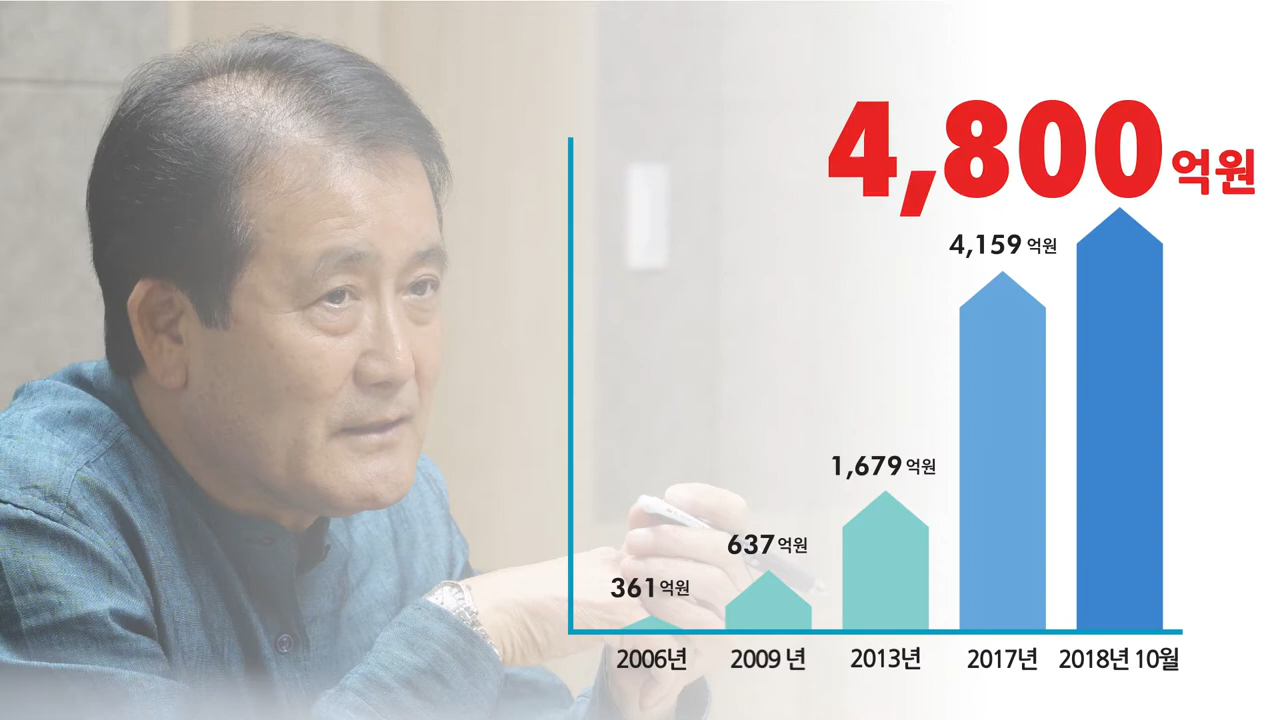 4,800억원
4,159 억원
1,679 억원
637 억원
361 억원
2006년 2009 년 2013년 2017년 2018년 10월